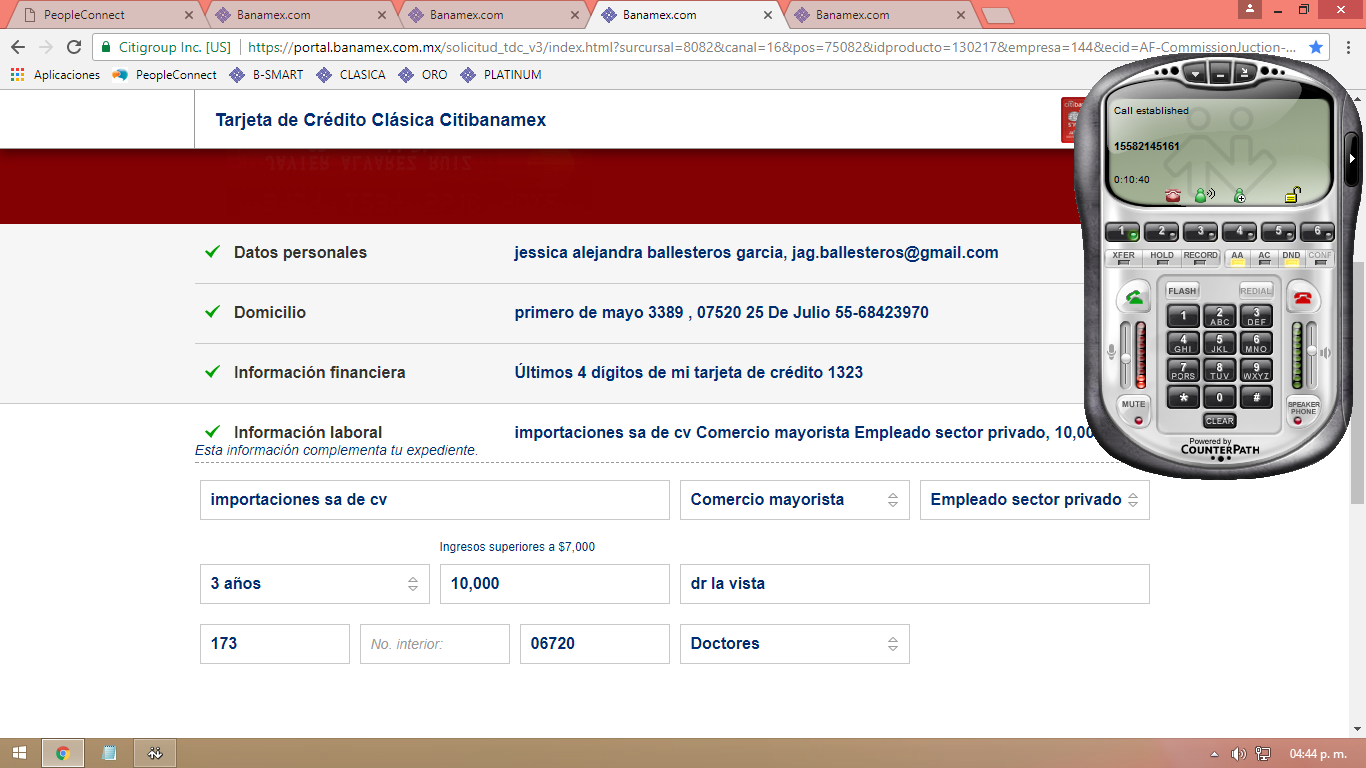 PeopleConnect
Banamex.com
Banamex.com
Banamex.com
Banamex.com
Citigroup Inc. [US]
https://portal.banamex.com.mx/solicitud_tdc_v3/index.html?surcursal=8082&canal=16&pos=75082&idproducto=130217&empresa=144&ecid=AF-CommissionJuction-...
Aplicaciones
PeopleConnect
B-SMART
CLASICA
ORO
PLATINUM
Tarjeta de Crédito Clásica Citibanamex
JAVIER ALVAREZ RUIZ
Datos personales
jessica alejandra ballesteros garcia, jag.ballesteros@gmail.com
Domicilio
primero de mayo 3389 , 07520 25 De Julio 55-68423970
Información financiera
Últimos 4 dígitos de mi tarjeta de crédito 1323
Información laboral
importaciones sa de cv Comercio mayorista Empleado sector privado, 10,00
Esta información complementa tu expediente.
importaciones sa de cv
Comercio mayorista
Empleado sector privado
Ingresos superiores a $7,000
3 años
10,000
dr la vista
173
No. interior:
06720
Doctores
Call established
15582145161
0:10:40
1 2 3 4 5 6
XFER HOLD RECORD AA AC DND CONF
FLASH REDIAL
1 2 ABC 3 DEF
4 GHI 5 JKL 6 MNO
7 PQRS 8 TUV 9 WXYZ
* 0 #
MUTE
SPEAKER PHONE
CLEAR
Powered by
COUNTERPATH
04:44 p. m.